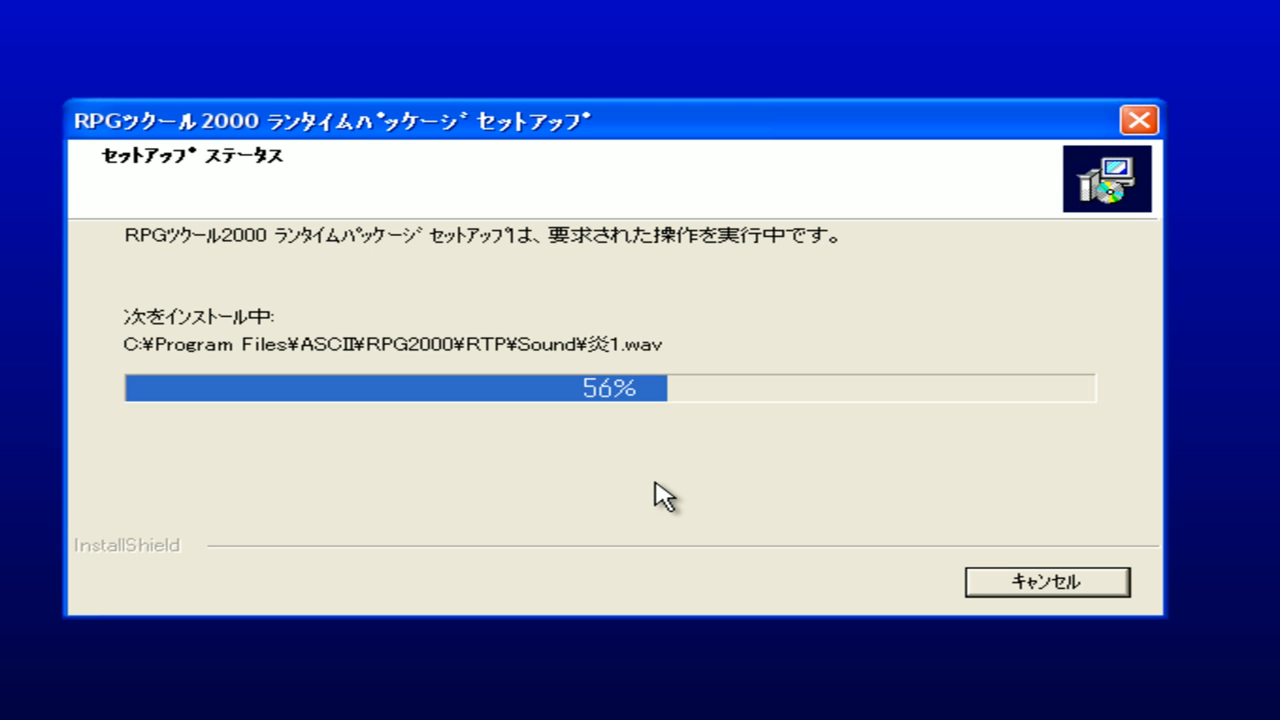 RPGﾂｸｰﾙ2000 ﾗﾝﾀｲﾑﾊﾟｯｹｰｼﾞ ｾｯﾄｱｯﾌﾟ
ｾｯﾄｱｯﾌﾟ ｽﾃｰﾀｽ
RPGﾂｸｰﾙ2000 ﾗﾝﾀｲﾑﾊﾟｯｹｰｼﾞ ｾｯﾄｱｯﾌﾟは、要求された操作を実行中です。
次をｲﾝｽﾄｰﾙ中:
C:¥Program Files¥ASCII¥RPG2000¥RTP¥Sound¥炎1.wav
56%
InstallShield
ｷｬﾝｾﾙ